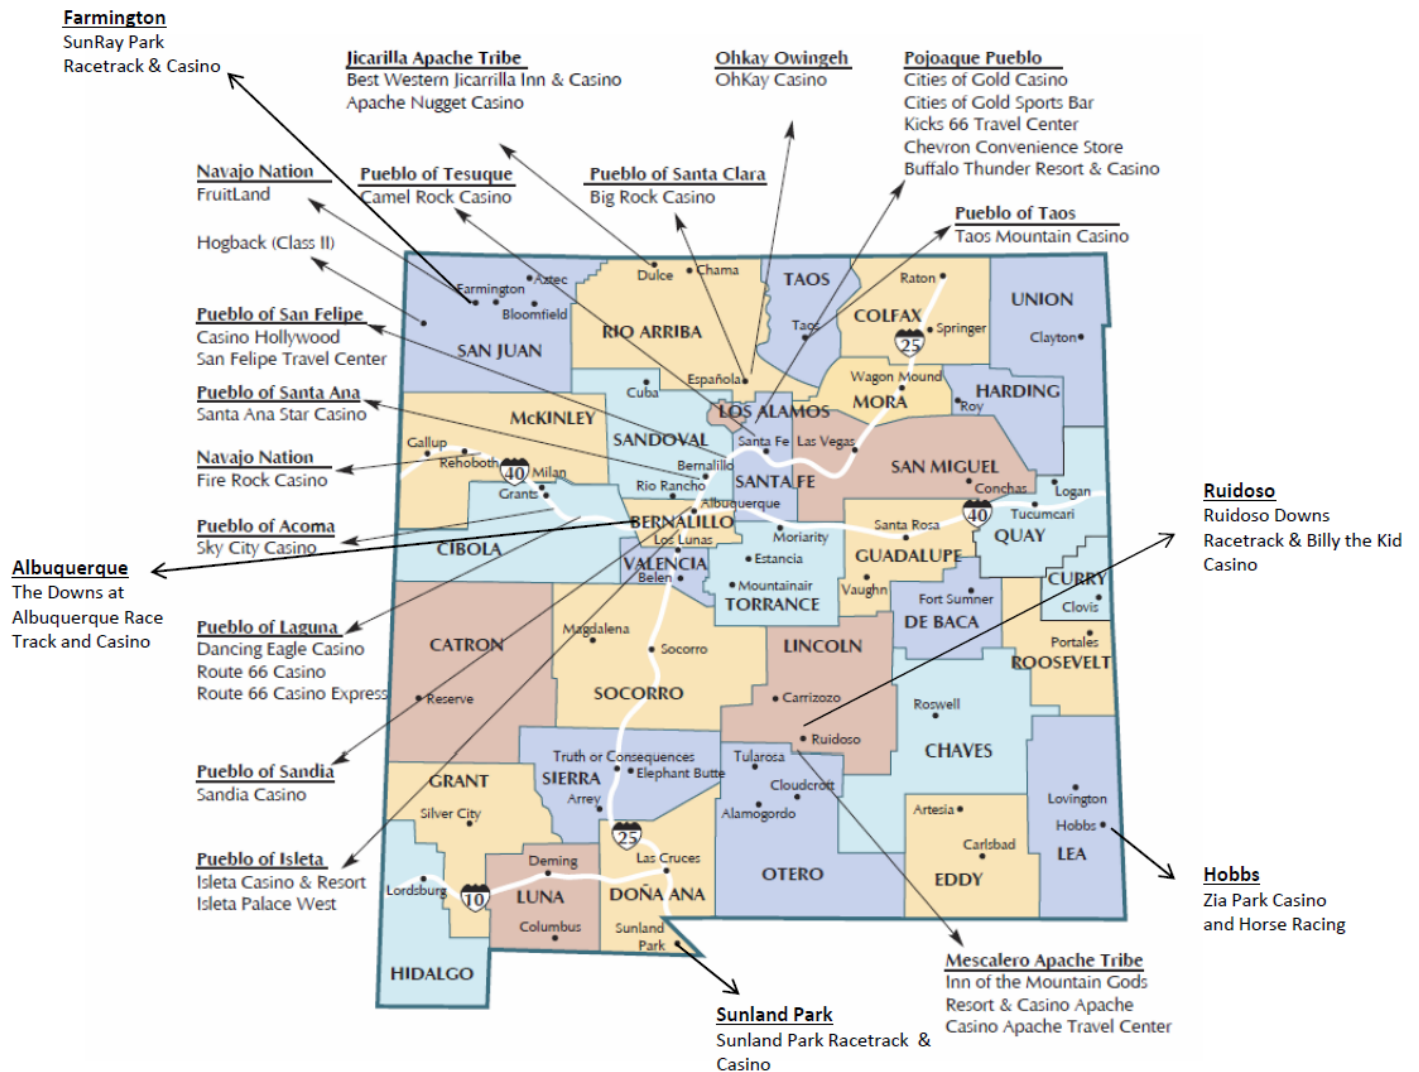 Farmington
SunRay Park
Racetrack & Casino
Jicarilla Apache Tribe
Best Western Jicarrilla Inn & Casino
Apache Nugget Casino
Ohkay Owingeh
OhKay Casino
Pojoaque Pueblo
Cities of Gold Casino
Cities of Gold Sports Bar
Kicks 66 Travel Center
Chevron Convenience Store
Buffalo Thunder Resort & Casino
Navajo Nation
FruitLand
Hogback (Class II)
Pueblo of Tesuque
Camel Rock Casino
Pueblo of Santa Clara
Big Rock Casino
Pueblo of Taos
Taos Mountain Casino
Pueblo of San Felipe
Casino Hollywood
San Felipe Travel Center
Pueblo of Santa Ana
Santa Ana Star Casino
Navajo Nation
Fire Rock Casino
Pueblo of Acoma
Sky City Casino
Albuquerque
The Downs at
Albuquerque Race
Track and Casino
Pueblo of Laguna
Dancing Eagle Casino
Route 66 Casino
Route 66 Casino Express
Pueblo of Sandia
Sandia Casino
Pueblo of Isleta
Isleta Casino & Resort
Isleta Palace West
Ruidoso
Ruidoso Downs
Racetrack & Billy the Kid
Casino
Hobbs
Zia Park Casino
and Horse Racing
Mescalero Apache Tribe
Inn of the Mountain Gods
Resort & Casino Apache
Casino Apache Travel Center
Sunland Park
Sunland Park Racetrack &
Casino
Aztec
Farmington
Bloomfield
SAN JUAN
Dulce
Chama
RIO ARRIBA
Española
TAOS
Taos
Raton
COLFAX
25
Springer
UNION
Clayton
Wagon Mound
MORA
HARDING
Roy
Cuba
LOS ALAMOS
McKINLEY
Gallup
Rehoboth
40
Milan
Grants
SANDOVAL
Bernalillo
Rio Rancho
Santa Fe
SANTA FE
Las Vegas
SAN MIGUEL
Conchas
Logan
Tucumcari
40
QUAY
Albuquerque
BERNALILLO
Los Lunas
VALENCIA
Belen
CIBOLA
Moriarity
Estancia
Mountainair
TORRANCE
Santa Rosa
GUADALUPE
Vaughn
Fort Sumner
DE BACA
CURRY
Clovis
Portales
ROOSEVELT
CATRON
Reserve
Magdalena
Socorro
SOCORRO
LINCOLN
Carrizozo
Ruidoso
Roswell
CHAVES
Truth or Consequences
SIERRA
Elephant Butte
Arrey
Tularosa
Cloudcroft
Alamogordo
OTERO
GRANT
Silver City
Lordsburg
10
HIDALGO
Deming
LUNA
Columbus
25
Las Cruces
DOÑA ANA
Sunland
Park
Artesia
Carlsbad
EDDY
Lovington
Hobbs
LEA